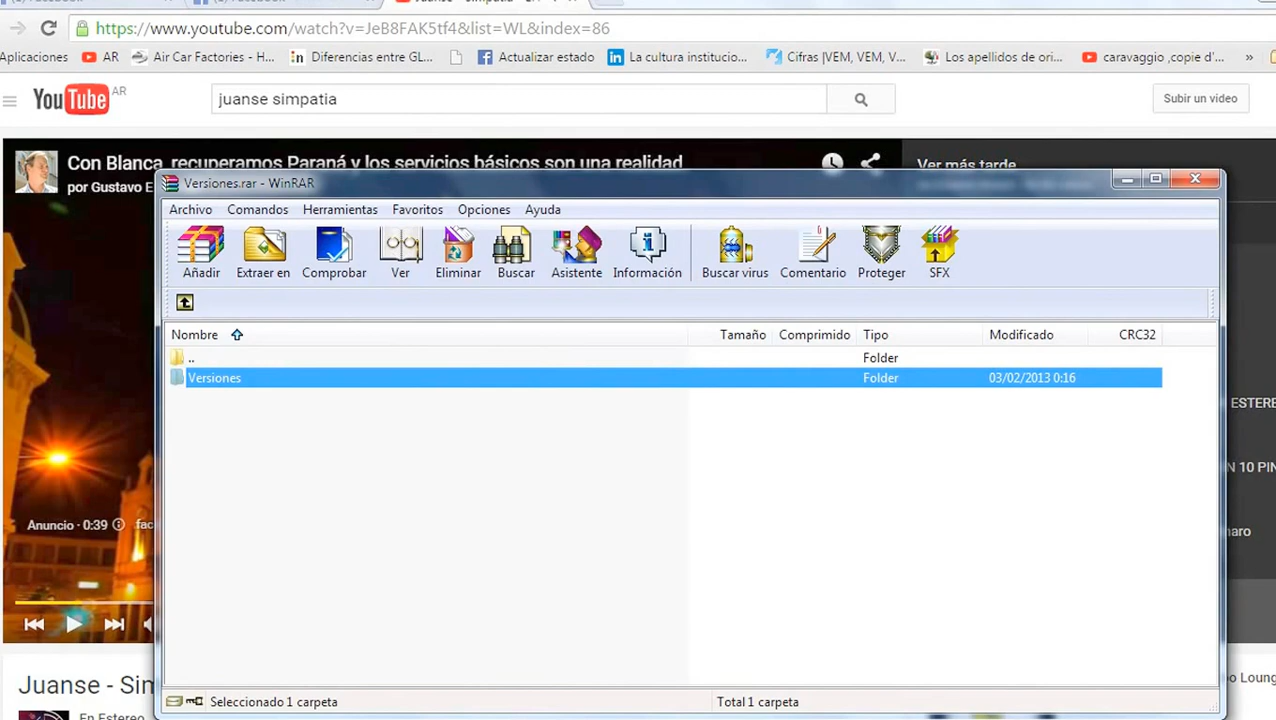 https://www.youtube.com/watch?v=JeB8FAK5tf4&list=WL&index=86
Aplicaciones AR Air Car Factories - H... Diferencias entre GL... Actualizar estado La cultura institucio... Cifras |VEM, VEM, V... Los apellidos de ori... caravaggio ,copie d'... »
YouTube AR juanse simpatia Subir un video
Con Blanca recuperamos Paraná y los servicios básicos son una realidad
por Gustavo E
Ver más tarde
Versiones.rar - WinRAR
Archivo Comandos Herramientas Favoritos Opciones Ayuda
Añadir Extraer en Comprobar Ver Eliminar Buscar Asistente Información Buscar virus Comentario Proteger SFX
Nombre Tamaño Comprimido Tipo Modificado CRC32
.. Folder
Versiones Folder 03/02/2013 0:16
ESTERE
N 10 PIN
Anuncio · 0:39 fac
naro
Juanse - Sim
o Loung
Seleccionado 1 carpeta Total 1 carpeta
En Estereo